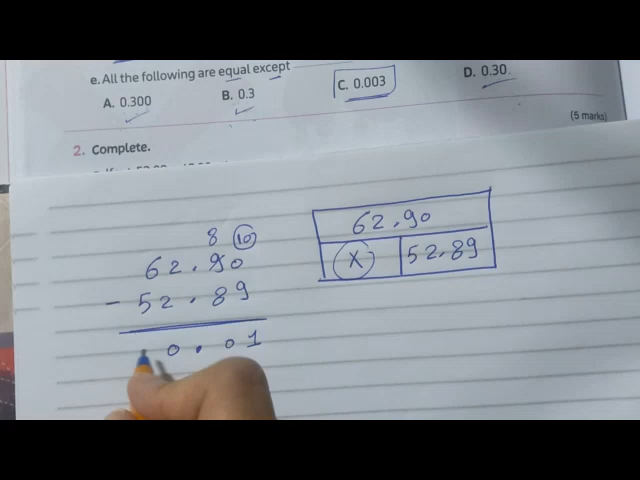 e. All the following are equal except
A. 0.300 B. 0.3 C. 0.003 D. 0.30
(5 marks)
2. Complete.
8 10
62.90
- 52.89
0.01
62.90
X 52.89